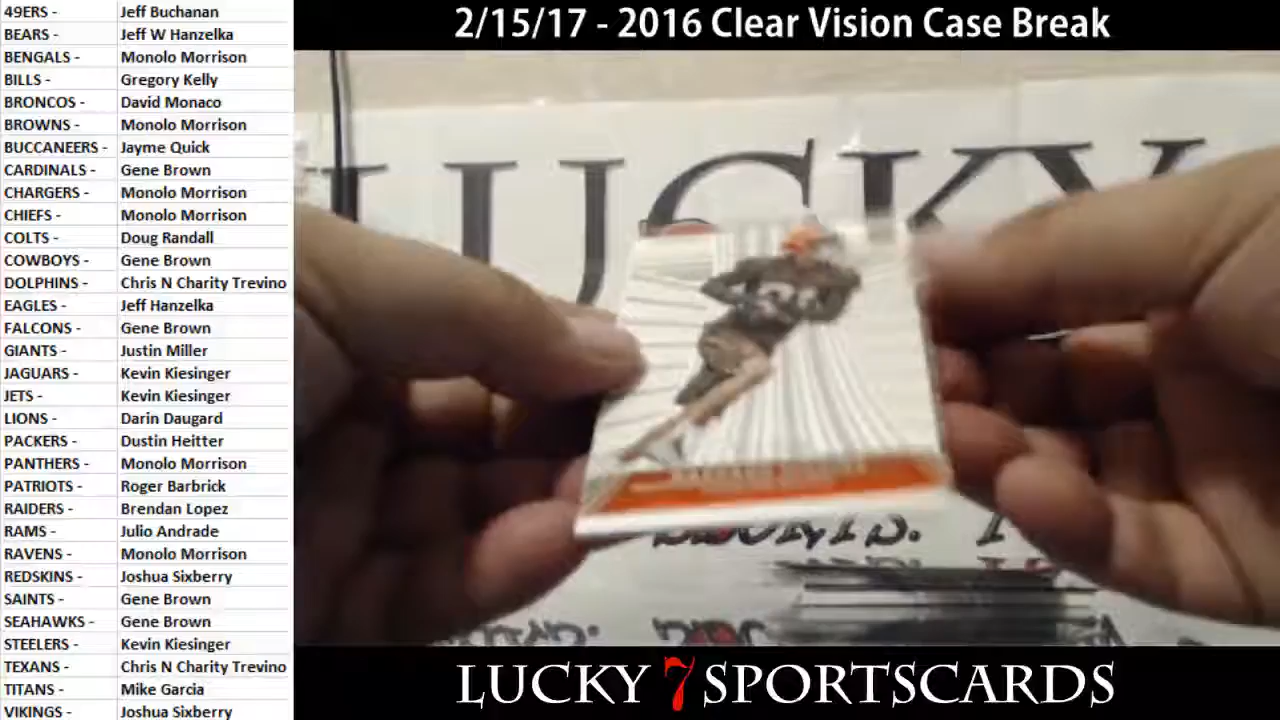 2/15/17 - 2016 Clear Vision Case Break
49ERS - Jeff Buchanan
BEARS - Jeff W Hanzelka
BENGALS - Monolo Morrison
BILLS - Gregory Kelly
BRONCOS - David Monaco
BROWNS - Monolo Morrison
BUCCANEERS - Jayme Quick
CARDINALS - Gene Brown
CHARGERS - Monolo Morrison
CHIEFS - Monolo Morrison
COLTS - Doug Randall
COWBOYS - Gene Brown
DOLPHINS - Chris N Charity Trevino
EAGLES - Jeff Hanzelka
FALCONS - Gene Brown
GIANTS - Justin Miller
JAGUARS - Kevin Kiesinger
JETS - Kevin Kiesinger
LIONS - Darin Daugard
PACKERS - Dustin Heitter
PANTHERS - Monolo Morrison
PATRIOTS - Roger Barbrick
RAIDERS - Brendan Lopez
RAMS - Julio Andrade
RAVENS - Monolo Morrison
REDSKINS - Joshua Sixberry
SAINTS - Gene Brown
SEAHAWKS - Gene Brown
STEELERS - Kevin Kiesinger
TEXANS - Chris N Charity Trevino
TITANS - Mike Garcia
VIKINGS - Joshua Sixberry
LUCKY
LUCKY 7 SPORTSCARDS